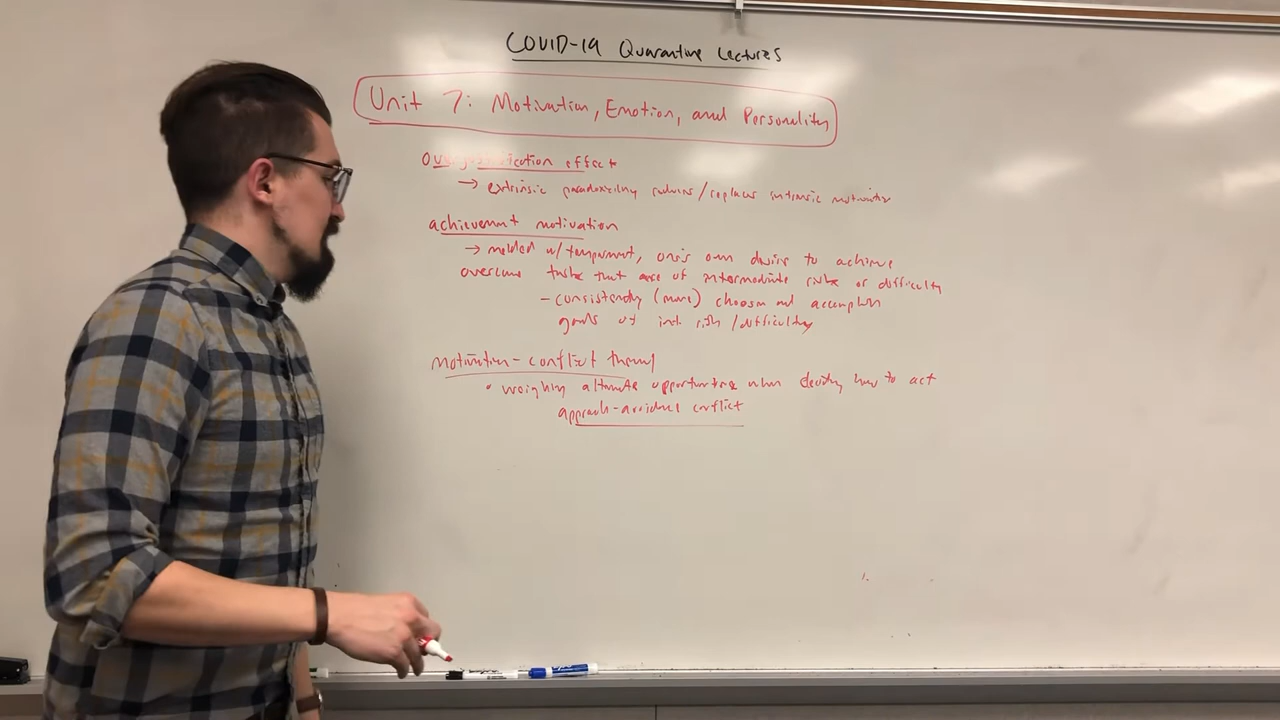 COVID-19 Quarantine Lectures
Unit 7: Motivation, Emotion, and Personality
effect
→ extrinsic paradoxically reduces/replaces intrinsic motivation
achievement motivation
→ molded w/temperament, one's own desire to achieve
overcome tasks that are of intermediate risk or difficulty
- consistently (more) choose and accomplish
goals of int. risk/difficulty
Motivation-conflict theory
• weighing alternate opportunities when deciding how to act
approach-avoidance conflict